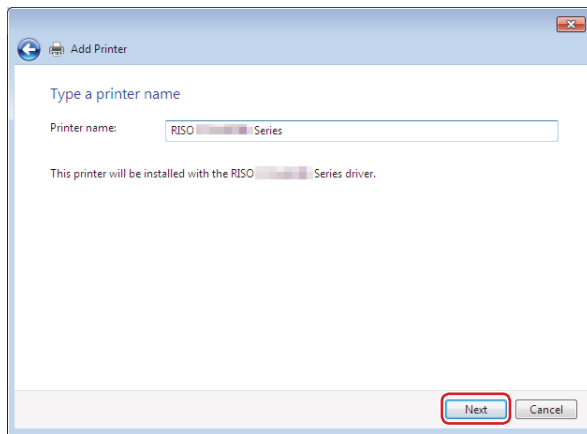 Add Printer
Type a printer name
Printer name: RISO Series
This printer will be installed with the RISO Series driver.
Next Cancel